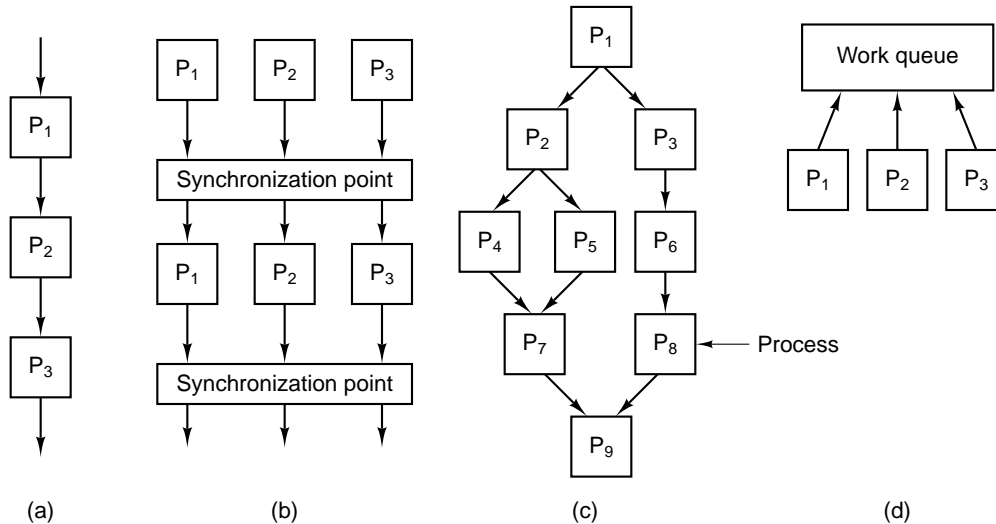 P1
P2
P3
(a)
P1 P2 P3
Synchronization point
P1 P2 P3
Synchronization point
(b)
P1
P2 P3
P4 P5 P6
P7 P8 Process
P9
(c)
Work queue
P1 P2 P3
(d)